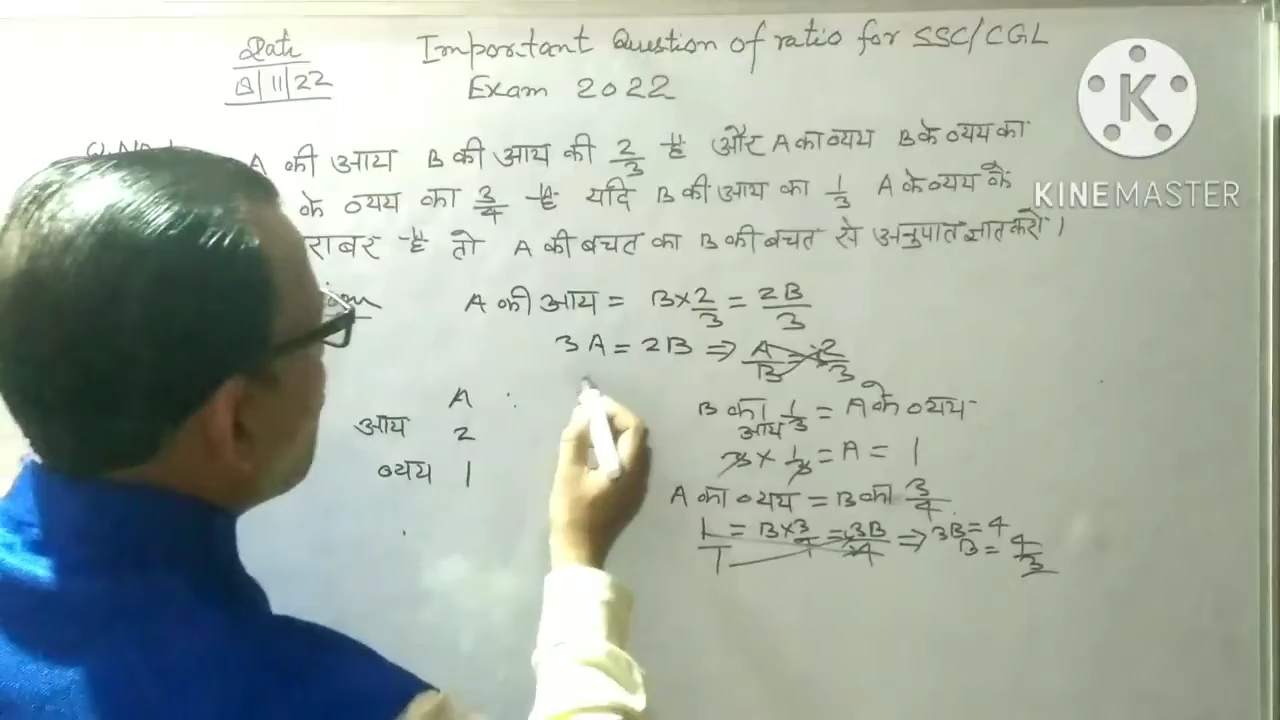 Date
Important Question of ratio for SSC/CGL
/11/22
Exam 2022
K
KINEMASTER
A की आय B की आय की 2/3 है और A का व्यय B के व्यय का
के व्यय का 3/4 है यदि B की आय का 1/3 A के व्यय के
राबर है तो A की बचत का B की बचत से अनुपात ज्ञात करो।
A की आय = B×2/3 = 2B/3
3A = 2B ⇒ A/B = 2/3
A :
आय 2
व्यय 1
B का 1/3 = A के व्यय
आय
3 × 1/3 = A = 1
A का व्यय = B का 3/4
1/1 = B×3/4 = 3B/4 ⇒ 3B = 4
B = 4/3